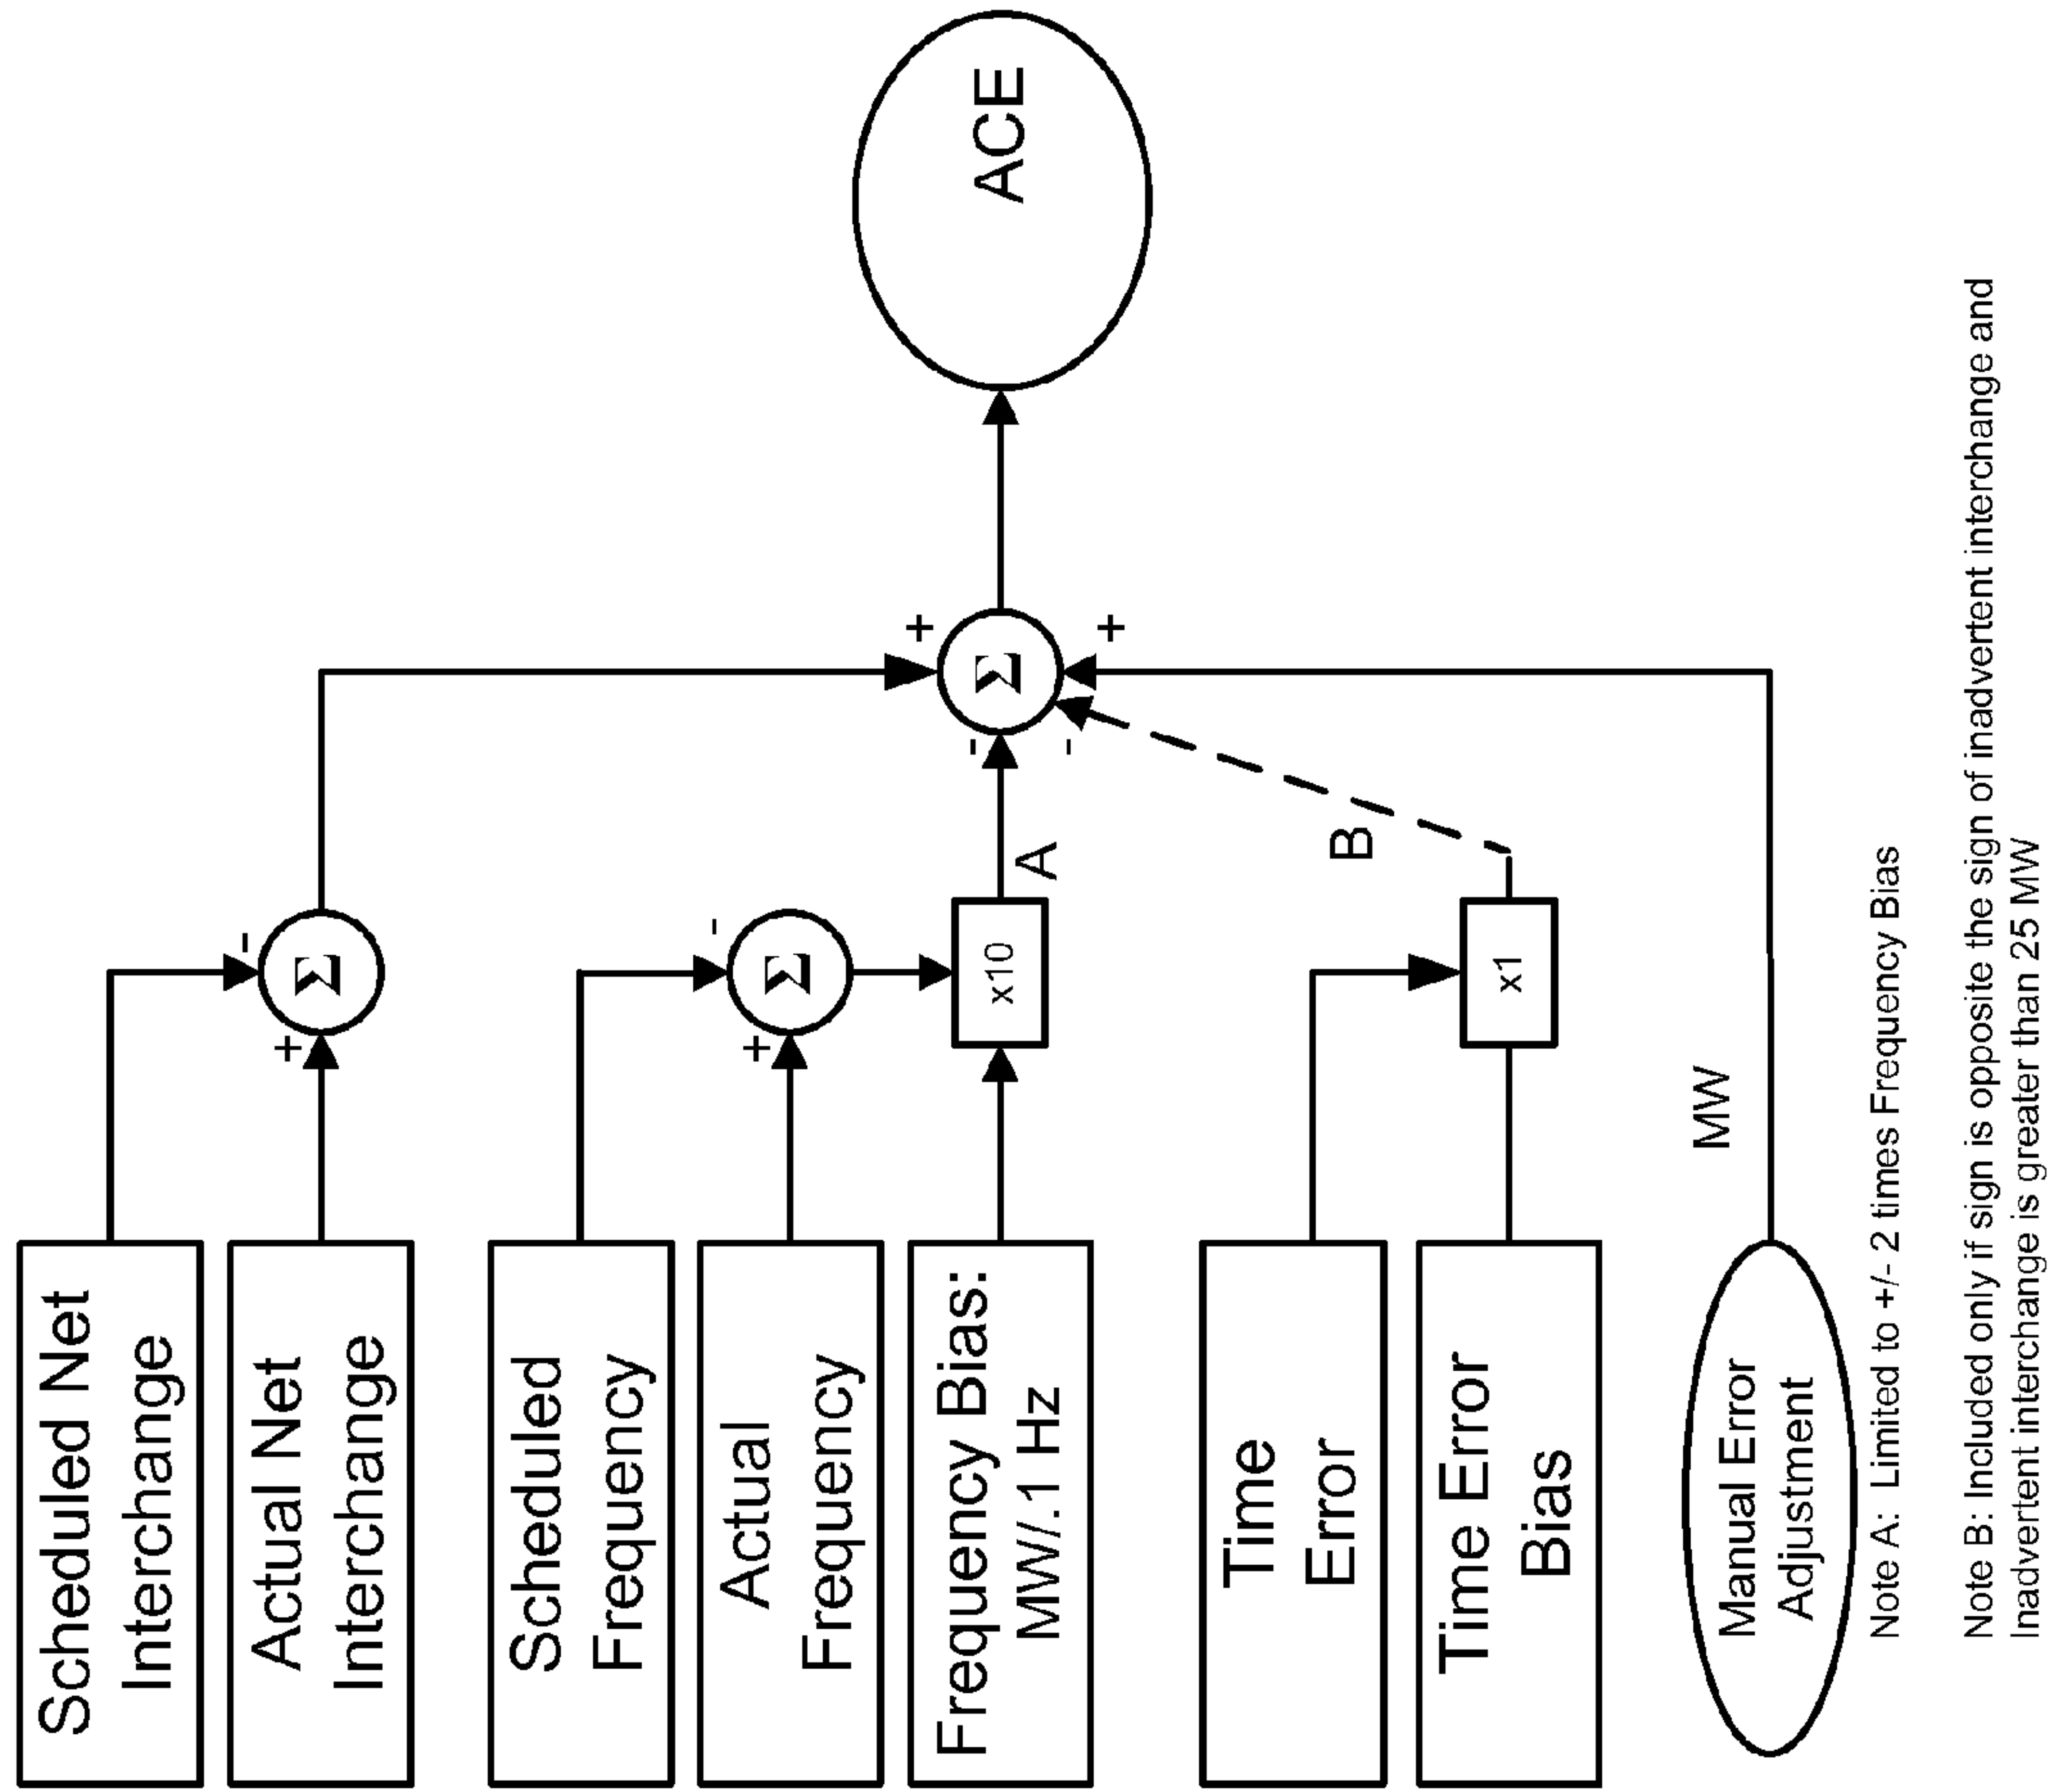 Scheduled Net
Interchange
-
Σ
+
Actual Net
Interchange
Scheduled
Frequency
-
Σ
+
Actual
Frequency
Frequency Bias:
MW/.1 Hz
x10
A
-
+
Σ
ACE
+
-
B
Time
Error
x1
Time Error
Bias
MW
Manual Error
Adjustment
Note A: Limited to +/- 2 times Frequency Bias
Note B: Included only if sign is opposite the sign of inadvertent interchange and
Inadvertent interchange is greater than 25 MW